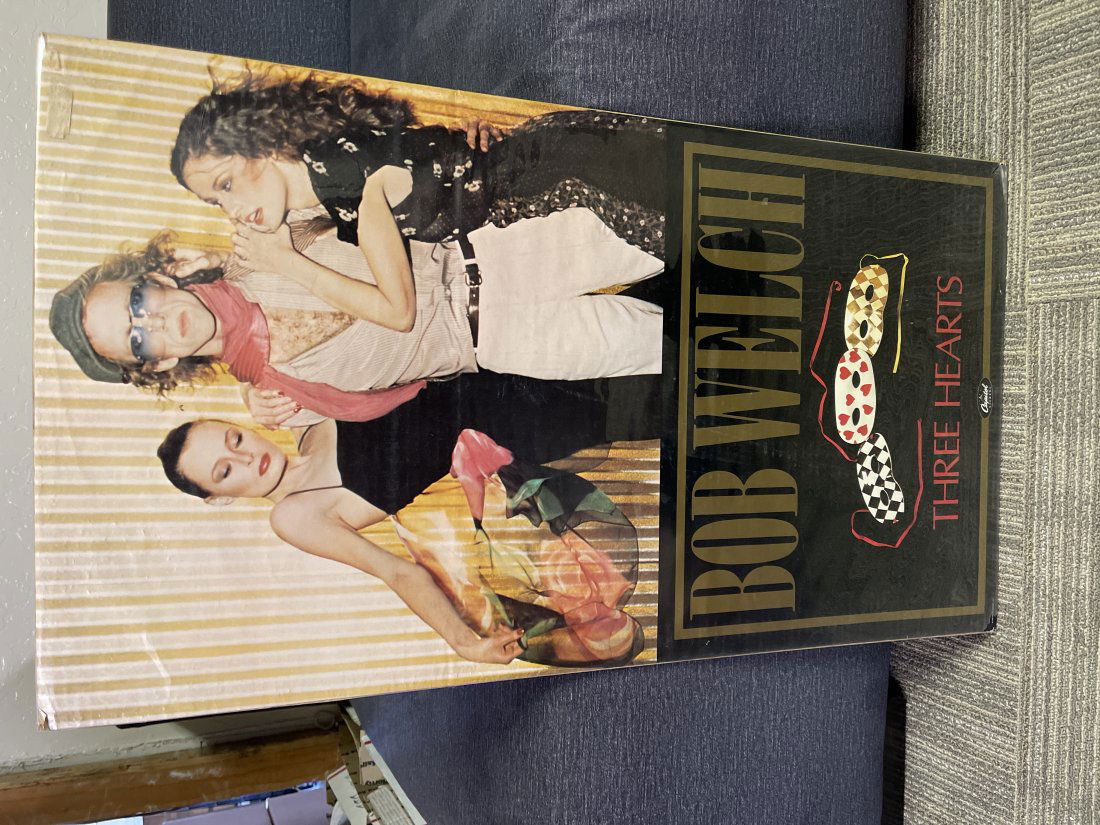 BOB WELCH
THREE HEARTS
Capitol